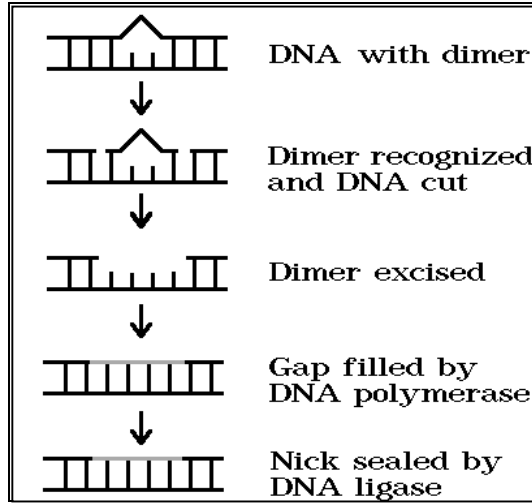 DNA with dimer
Dimer recognized
and DNA cut
Dimer excised
Gap filled by
DNA polymerase
Nick sealed by
DNA ligase